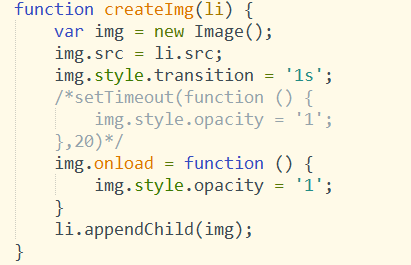 function createImg(li) {
    var img = new Image();
    img.src = li.src;
    img.style.transition = '1s';
    /*setTimeout(function () {
        img.style.opacity = '1';
    },20)*/
    img.onload = function () {
        img.style.opacity = '1';
    }
    li.appendChild(img);
}